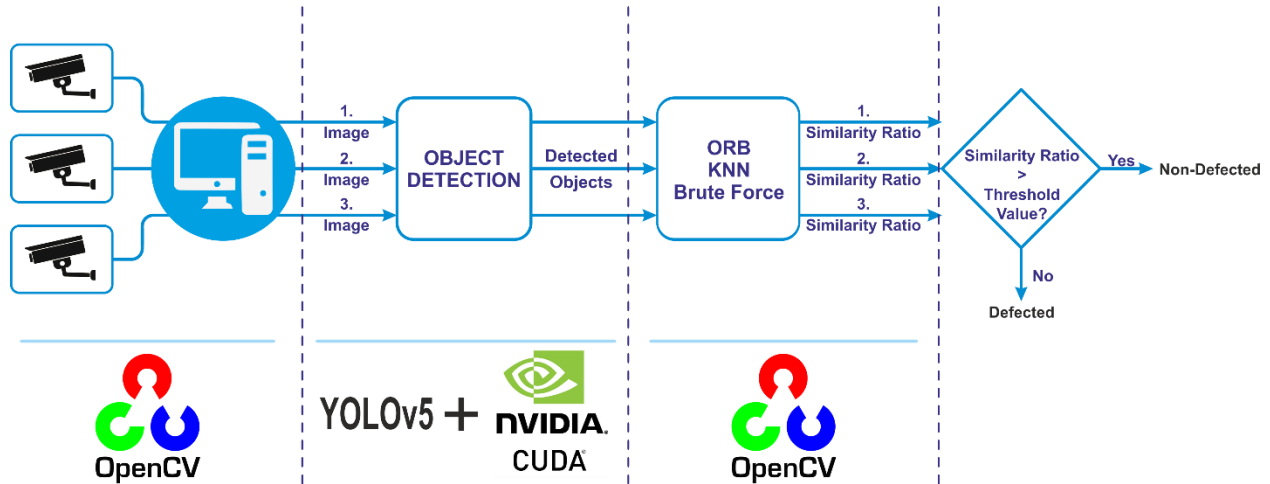 1.
Image
2.
Image
3.
Image
OBJECT
DETECTION
Detected
Objects
ORB
KNN
Brute Force
1.
Similarity Ratio
2.
Similarity Ratio
3.
Similarity Ratio
Similarity Ratio
>
Threshold
Value?
Yes
Non-Defected
No
Defected
OpenCV
YOLOv5 +
NVIDIA.
CUDA®
OpenCV